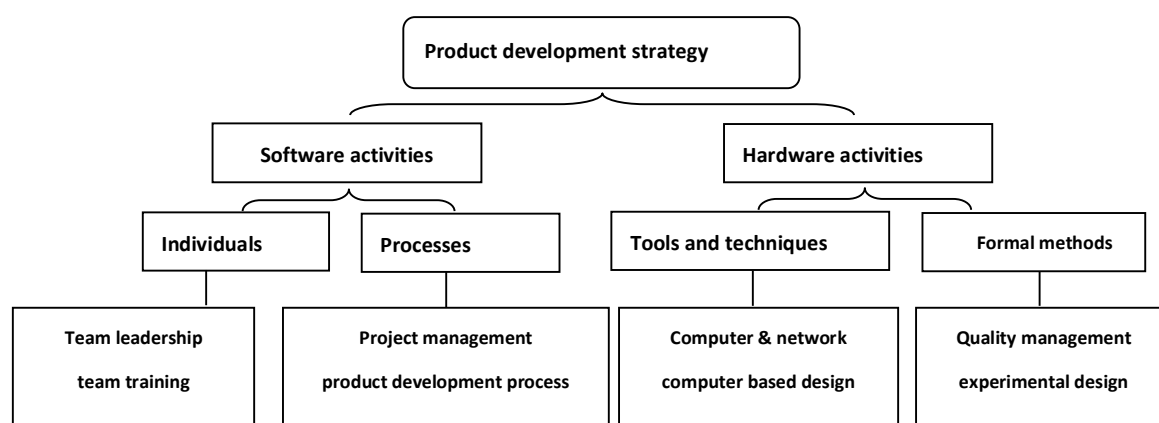 Product development strategy
Software activities
Hardware activities
Individuals
Processes
Tools and techniques
Formal methods
Team leadership
team training
Project management
product development process
Computer & network
computer based design
Quality management
experimental design